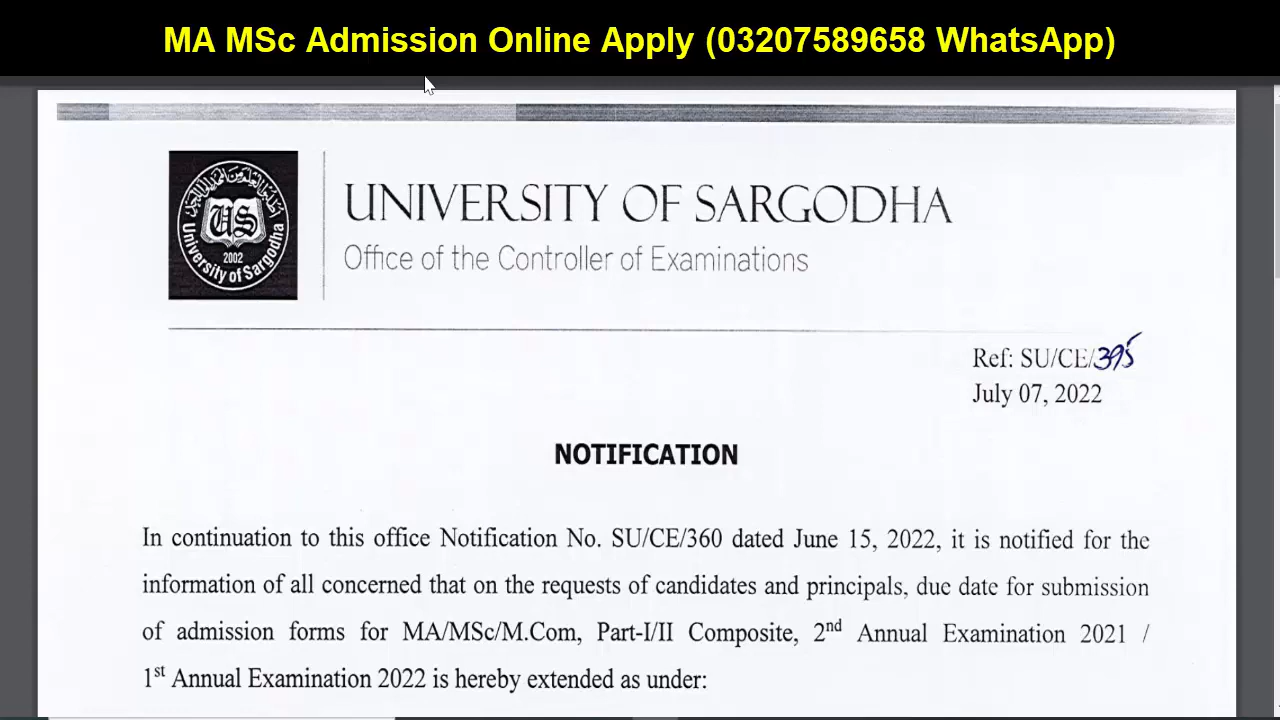 MA MSc Admission Online Apply (03207589658 WhatsApp)
US
2002
University of Sargodha
UNIVERSITY OF SARGODHA
Office of the Controller of Examinations
Ref: SU/CE/395
July 07, 2022
NOTIFICATION
In continuation to this office Notification No. SU/CE/360 dated June 15, 2022, it is notified for the
information of all concerned that on the requests of candidates and principals, due date for submission
of admission forms for MA/MSc/M.Com, Part-I/II Composite, 2nd Annual Examination 2021 /
1st Annual Examination 2022 is hereby extended as under: